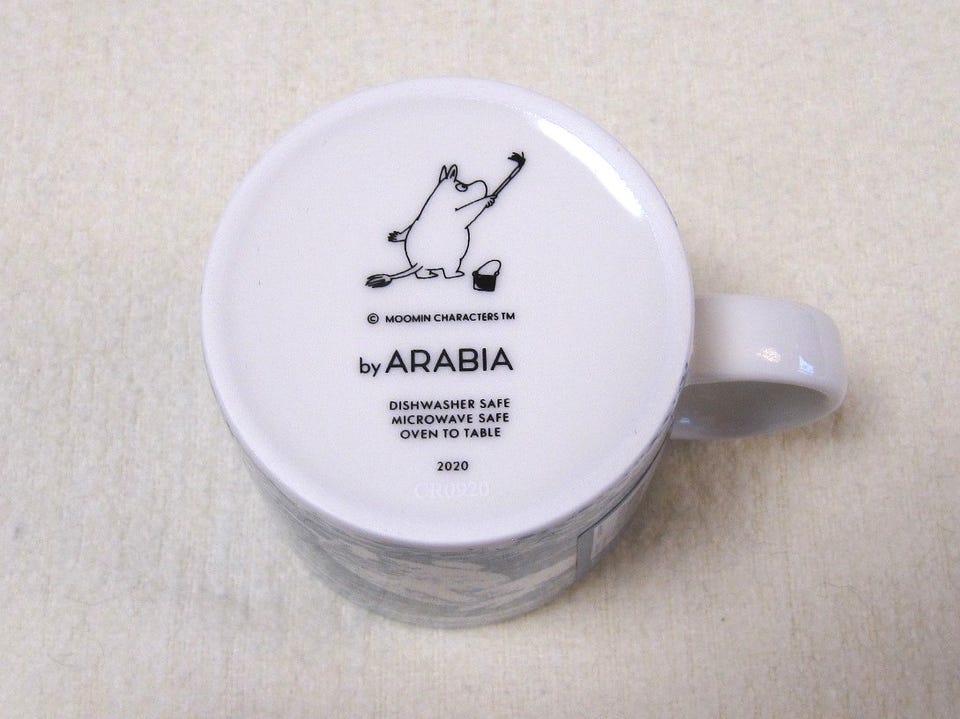 © MOOMIN CHARACTERS TM
by ARABIA
DISHWASHER SAFE
MICROWAVE SAFE
OVEN TO TABLE
2020
CR0920